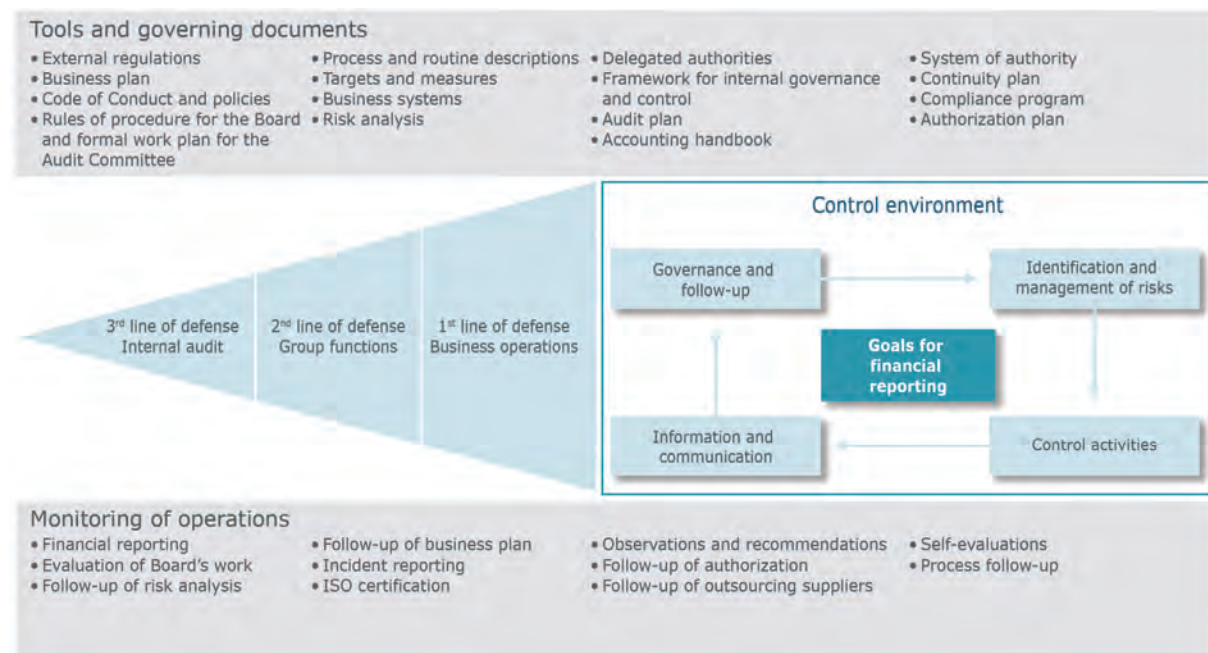 Tools and governing documents
• External regulations
• Business plan
• Code of Conduct and policies
• Rules of procedure for the Board
and formal work plan for the
Audit Committee
• Process and routine descriptions
• Targets and measures
• Business systems
• Risk analysis
• Delegated authorities
• Framework for internal governance
and control
• Audit plan
• Accounting handbook
• System of authority
• Continuity plan
• Compliance program
• Authorization plan
3rd line of defense
Internal audit
2nd line of defense
Group functions
1st line of defense
Business operations
Control environment
Governance and
follow-up
Identification and
management of risks
Goals for
financial
reporting
Information and
communication
Control activities
Monitoring of operations
• Financial reporting
• Evaluation of Board's work
• Follow-up of risk analysis
• Follow-up of business plan
• Incident reporting
• ISO certification
• Observations and recommendations
• Follow-up of authorization
• Follow-up of outsourcing suppliers
• Self-evaluations
• Process follow-up